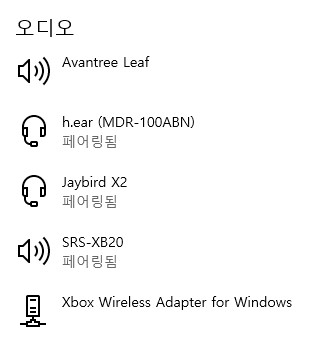 오디오
Avantree Leaf
h.ear (MDR-100ABN)
페어링됨
Jaybird X2
페어링됨
SRS-XB20
페어링됨
Xbox Wireless Adapter for Windows